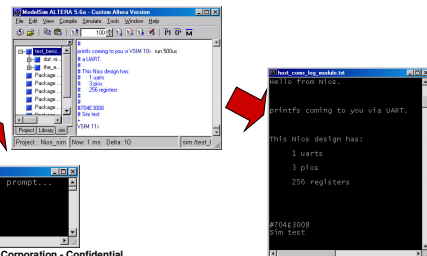 ModelSim ALTERA 5.6a - Custom Altera Version
File Edit View Compile Simulate Tools Window Help
100
test_benc...
dut: ni...
the_e...
Package ...
Package ...
Package ...
Package ...
Package ...
Project Library sim
#
printfs coming to you vi VSIM 10> run 500us
# a UART.
#
# This Nios design has:
# 1 uarts
# 3 pios
# 256 registers
#
#704E3008
# Sim test
VSIM 11>
Project : Nios_sim Now: 1 ms Delta: 10 sim:/test_
host_coms_log_module.txt
Hello from Nios.
printfs coming to you via UART.
This Nios design has:
1 uarts
3 pios
256 registers
#704E3008
Sim test
prompt...
Corporation - Confidential